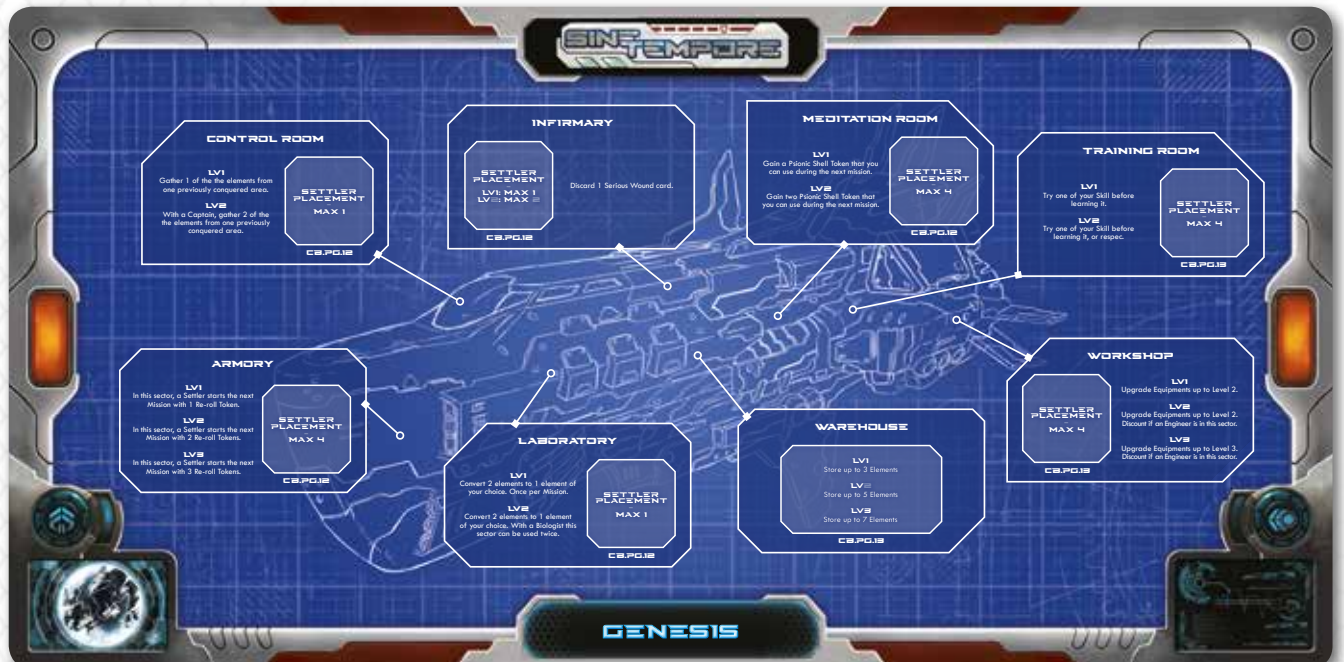 SINE
TEMPORE
CONTROL ROOM
LV1
Gather 1 of the the elements from
one previously conquered area.
LV2
With a Captain, gather 2 of the
the elements from one previously
conquered area.
SETTLER
PLACEMENT
MAX 1
CB.PG.12
INFIRMARY
SETTLER
PLACEMENT
LV1: MAX 1
LV2: MAX 2
Discard 1 Serious Wound card.
CB.PG.12
MEDITATION ROOM
LV1
Gain a Psionic Shell Token that you
can use during the next mission.
LV2
Gain two Psionic Shell Token that
you can use during the next mission.
SETTLER
PLACEMENT
MAX 4
CB.PG.12
TRAINING ROOM
LV1
Try one of your Skill before
learning it.
LV2
Try one of your Skill before
learning it, or respec.
SETTLER
PLACEMENT
MAX 4
CB.PG.13
ARMORY
LV1
In this sector, a Settler starts the next
Mission with 1 Re-roll Token.
LV2
In this sector, a Settler starts the next
Mission with 2 Re-roll Tokens.
LV3
In this sector, a Settler starts the next
Mission with 3 Re-roll Tokens.
SETTLER
PLACEMENT
MAX 4
CB.PG.12
LABORATORY
LV1
Convert 2 elements to 1 element of
your choice. Once per Mission.
LV2
Convert 2 elements to 1 element
of your choice. With a Biologist this
sector can be used twice.
SETTLER
PLACEMENT
MAX 1
CB.PG.12
WAREHOUSE
LV1
Store up to 3 Elements
LV2
Store up to 5 Elements
LV3
Store up to 7 Elements
CB.PG.13
WORKSHOP
SETTLER
PLACEMENT
MAX 4
CB.PG.13
LV1
Upgrade Equipments up to Level 2.
LV2
Upgrade Equipments up to Level 2.
Discount if an Engineer is in this sector.
LV3
Upgrade Equipments up to Level 3.
Discount if an Engineer is in this sector.
GENESIS